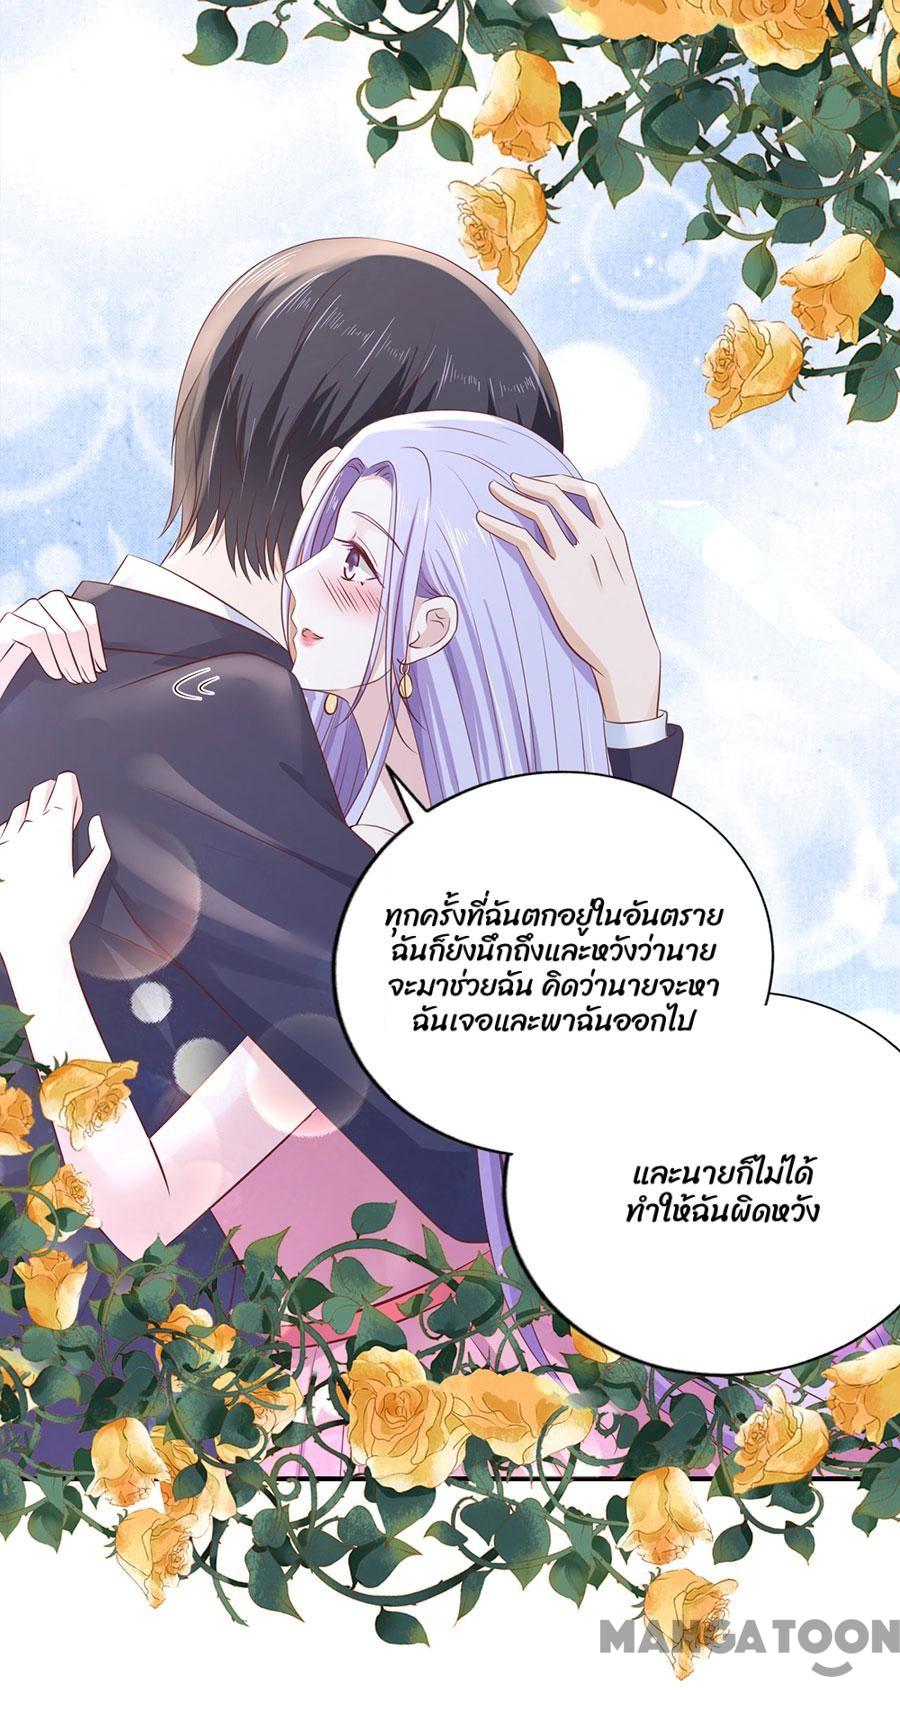 ทุกครั้งที่ฉันตกอยู่ในอันตราย
ฉันก็ยังนึกถึงและหวังว่านาย
จะมาช่วยฉัน คิดว่านายจะหา
ฉันเจอและพาฉันออกไป
และนายก็ไม่ได้
ทำให้ฉันผิดหวัง
MANGATOON